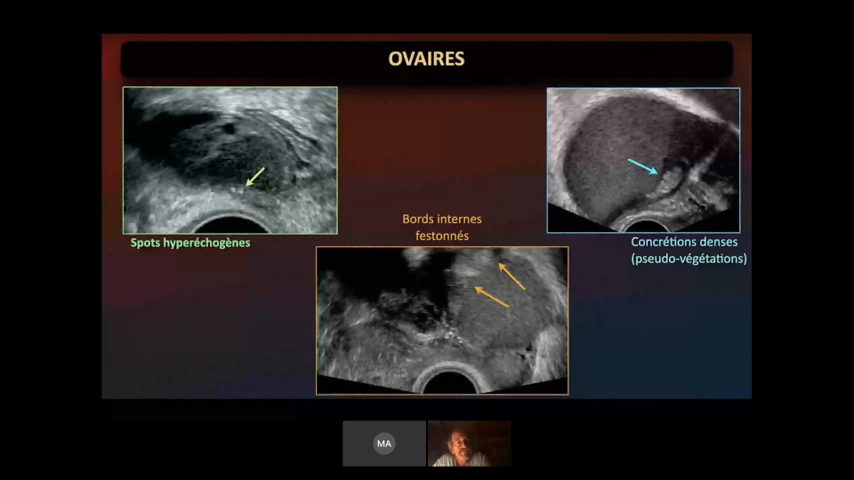 OVAIRES
Spots hyperéchogènes
Bords internes
festonnés
Concrétions denses
(pseudo-végétations)
MA